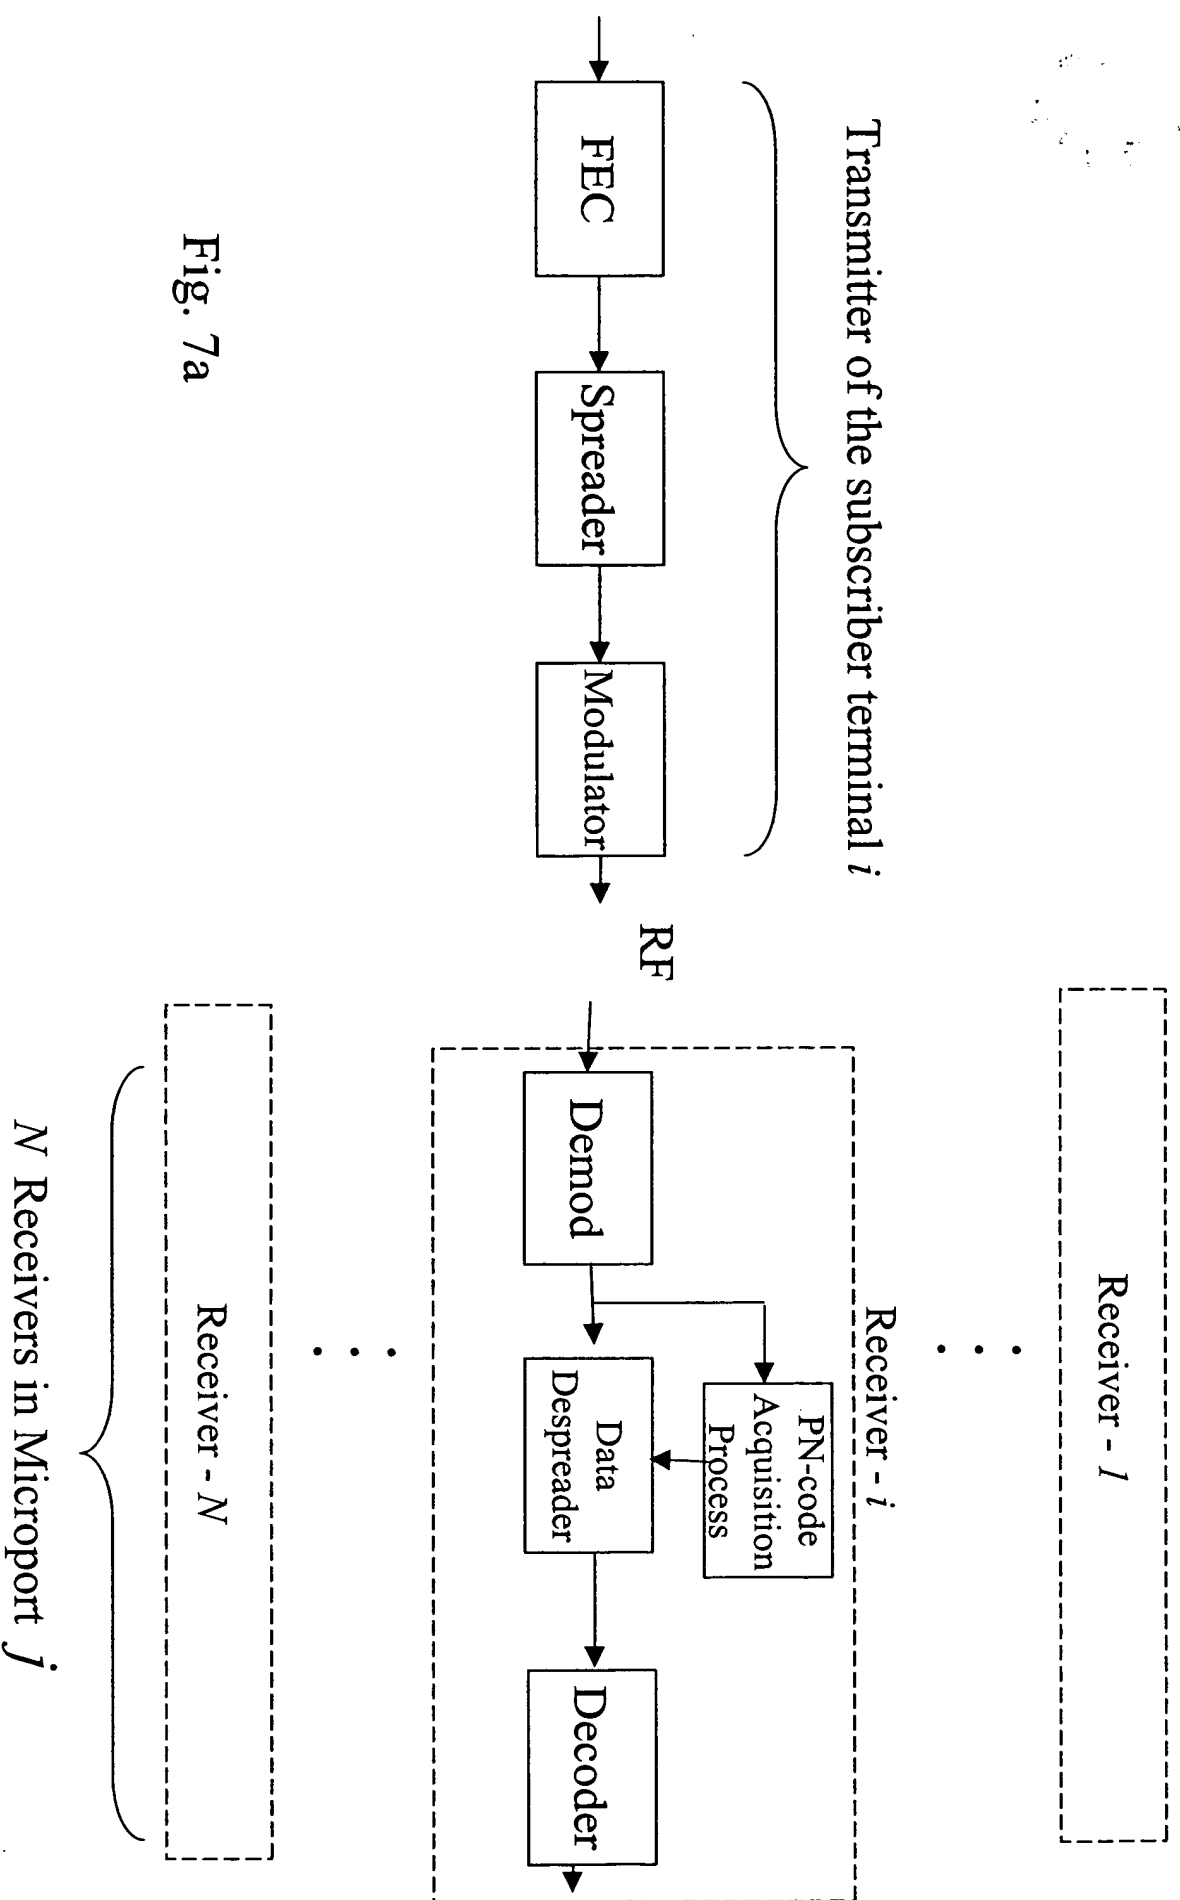 Transmitter of the subscriber terminal i
FEC
Spreader
Modulator
RF
Receiver - 1
Receiver - i
Demod
PN-code
Acquisition
Process
Data
Despreader
Decoder
Receiver - N
N Receivers in Microport j
Fig. 7a